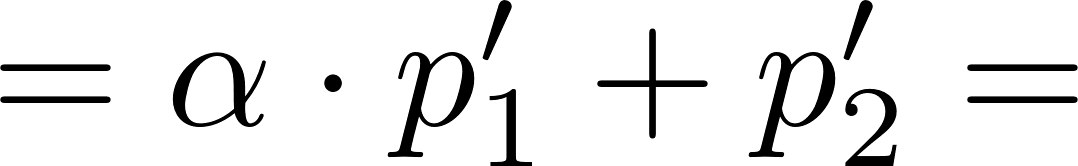 = α · p′₁ + p′₂ =